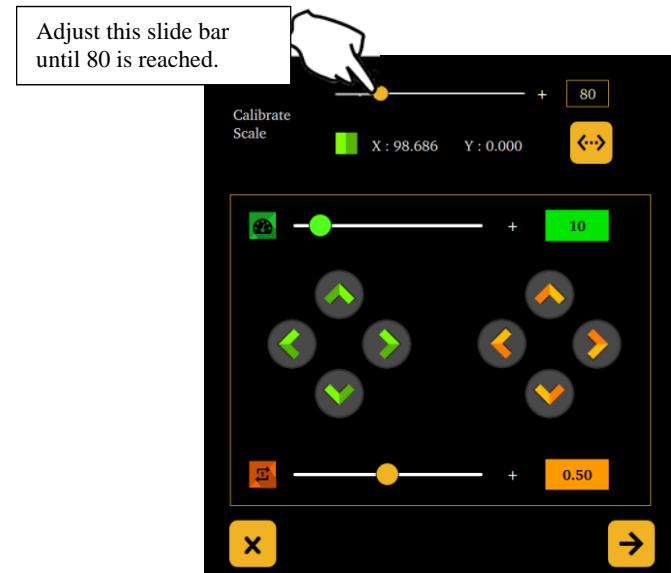 Adjust this slide bar
until 80 is reached.
+ 80
Calibrate
Scale
X : 98.686 Y : 0.000
+ 10
+ 0.50